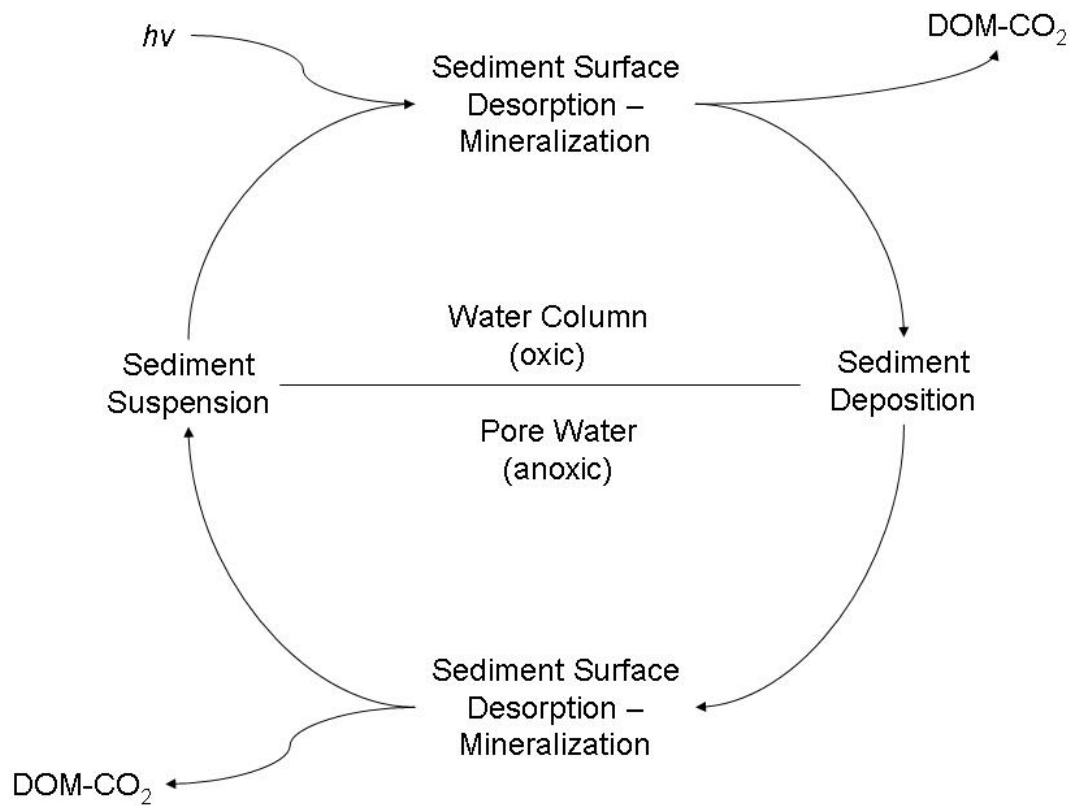 hv
DOM-CO₂
Sediment Surface
Desorption –
Mineralization
Water Column
(oxic)
Sediment
Suspension
Sediment
Deposition
Pore Water
(anoxic)
Sediment Surface
Desorption –
Mineralization
DOM-CO₂